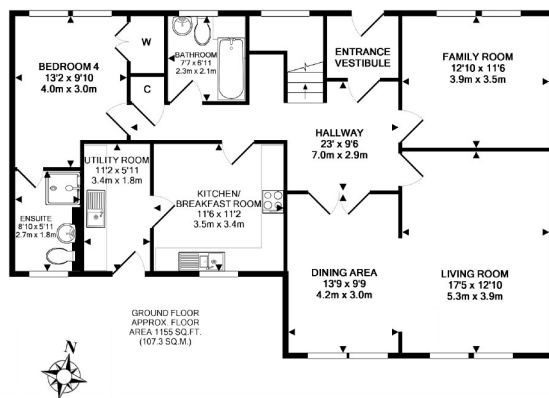 BEDROOM 4
13'2 x 9'10
4.0m x 3.0m
W
C
BATHROOM
7'7 x 6'11
2.3m x 2.1m
ENTRANCE
VESTIBULE
FAMILY ROOM
12'10 x 11'6
3.9m x 3.5m
HALLWAY
23' x 9'6
7.0m x 2.9m
UTILITY ROOM
11'2 x 5'11
3.4m x 1.8m
KITCHEN/
BREAKFAST ROOM
11'6 x 11'2
3.5m x 3.4m
ENSUITE
8'10 x 5'11
2.7m x 1.8m
DINING AREA
13'9 x 9'9
4.2m x 3.0m
LIVING ROOM
17'5 x 12'10
5.3m x 3.9m
GROUND FLOOR
APPROX. FLOOR
AREA 1155 SQ.FT.
(107.3 SQ.M.)
N